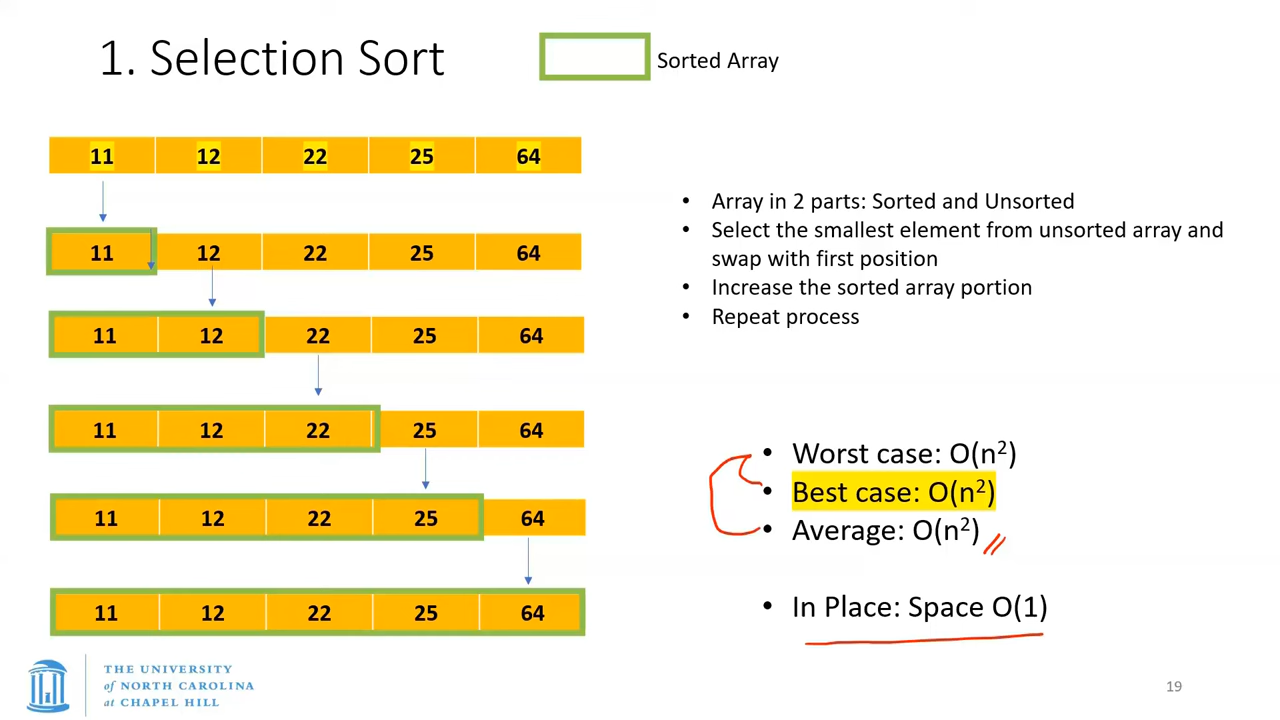 1. Selection Sort
Sorted Array
11 12 22 25 64
11 12 22 25 64
11 12 22 25 64
11 12 22 25 64
11 12 22 25 64
11 12 22 25 64
• Array in 2 parts: Sorted and Unsorted
• Select the smallest element from unsorted array and
swap with first position
• Increase the sorted array portion
• Repeat process
• Worst case: O(n²)
• Best case: O(n²)
• Average: O(n²)
• In Place: Space O(1)
THE UNIVERSITY
of NORTH CAROLINA
at CHAPEL HILL
19